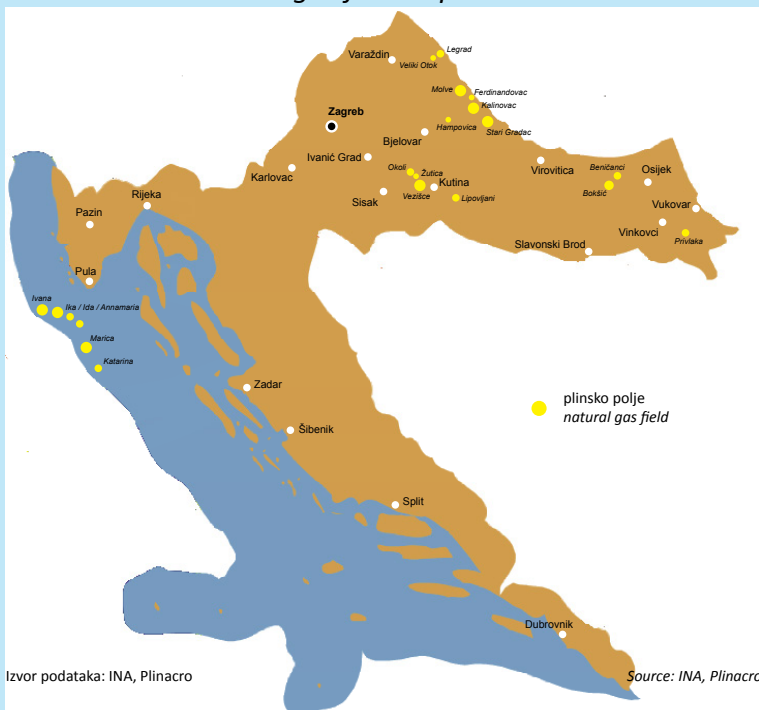 Legrad
Varaždin
Veliki Otok
Molve
Ferdinandovac
Kalinovac
Zagreb
Hampovica
Stari Gradac
Bjelovar
Ivanić Grad
Virovitica
Okoli
Žutica
Beničanci
Osijek
Karlovac
Kutina
Bokšić
Rijeka
Sisak
Vezišce
Lipovljani
Vukovar
Pazin
Vinkovci
Slavonski Brod
Privlaka
Pula
Ivana
Ika / Ida / Annamaria
Marica
Katarina
Zadar
plinsko polje
natural gas field
Šibenik
Split
Dubrovnik
Izvor podataka: INA, Plinacro
Source: INA, Plinacro